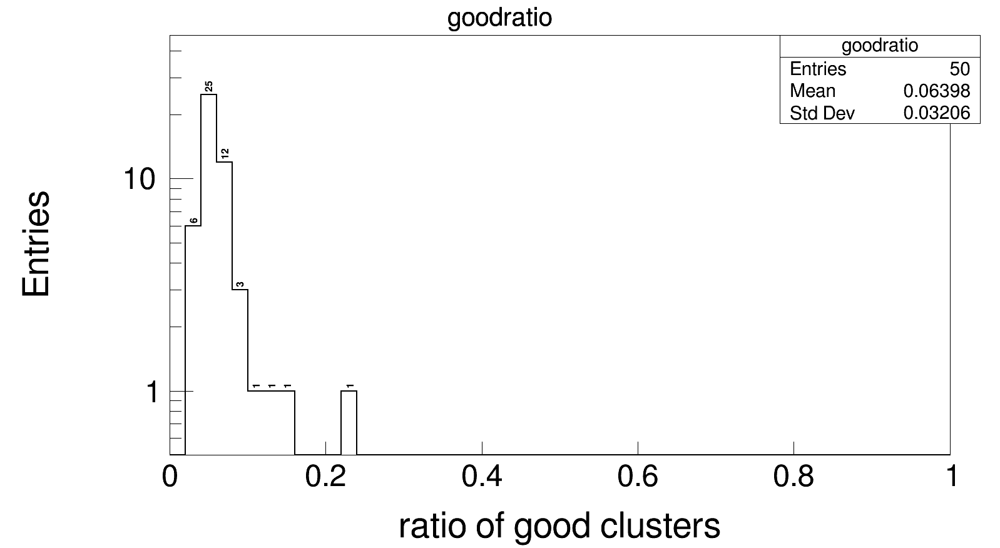 goodratio
goodratio
Entries 50
Mean 0.06398
Std Dev 0.03206
25
12
10
6
3
1
1 1 1 1
0 0.2 0.4 0.6 0.8 1
Entries
ratio of good clusters